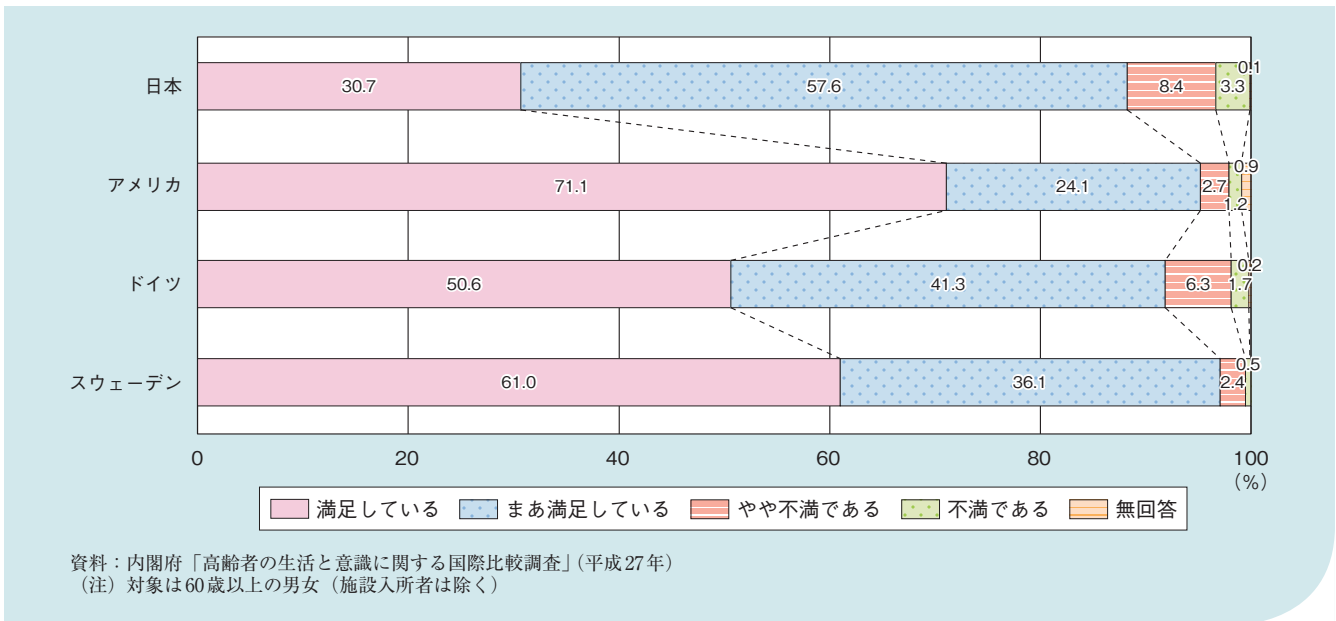 日本
30.7
57.6
8.4
3.3
0.1
アメリカ
71.1
24.1
2.7
1.2
0.9
ドイツ
50.6
41.3
6.3
1.7
0.2
スウェーデン
61.0
36.1
2.4
0.5
0 20 40 60 80 100
(%)
満足している まあ満足している やや不満である 不満である 無回答
資料:内閣府「高齢者の生活と意識に関する国際比較調査」(平成27年)
(注)対象は60歳以上の男女(施設入所者は除く)